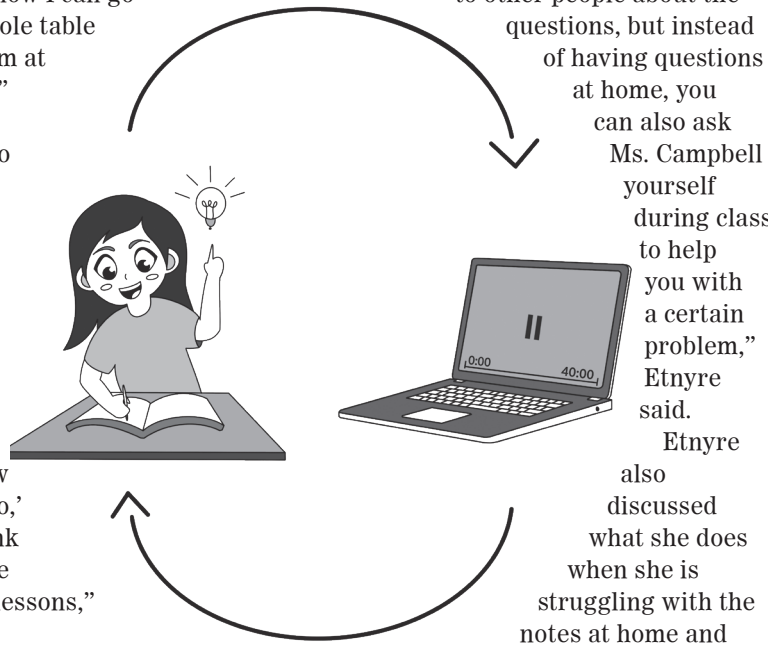 I can go
ole table
m at
”
o
w
o,’
nk
e
essons,”
0:00
40:00
to other people about the
questions, but instead
of having questions
at home, you
can also ask
Ms. Campbell
yourself
during class
to help
you with
a certain
problem,”
Etnyre
said.
Etnyre
also
discussed
what she does
when she is
struggling with the
notes at home and